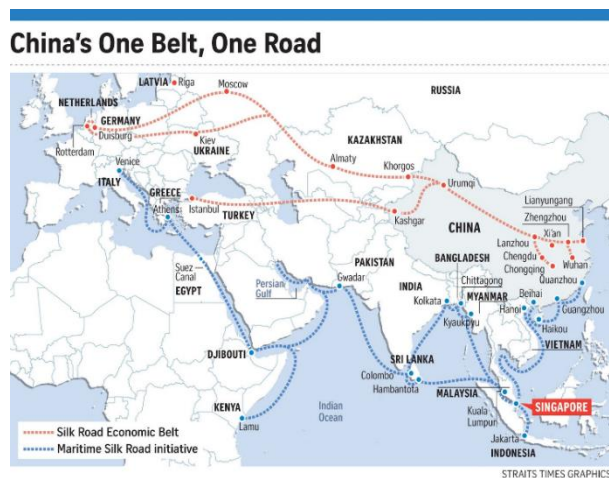 China's One Belt, One Road
LATVIA
Riga
Moscow
RUSSIA
NETHERLANDS
GERMANY
Duisburg
Rotterdam
Kiev
UKRAINE
KAZAKHSTAN
Venice
ITALY
Almaty
Khorgos
Urumqi
GREECE
Athens
Istanbul
TURKEY
Kashgar
CHINA
Lianyungang
Zhengzhou
Xi'an
Lanzhou
Chengdu
Chongqing
Wuhan
Quanzhou
Suez
Canal
EGYPT
Persian
Gulf
PAKISTAN
Gwadar
BANGLADESH
INDIA
Chittagong
Kolkata
MYANMAR
Kyaukpyu
Beihai
Hanoi
Guangzhou
Haikou
VIETNAM
DJIBOUTI
SRI LANKA
Colombo
Hambantota
MALAYSIA
Kuala
Lumpur
SINGAPORE
KENYA
Lamu
Indian
Ocean
Jakarta
INDONESIA
Silk Road Economic Belt
Maritime Silk Road initiative
STRAITS TIMES GRAPHICS